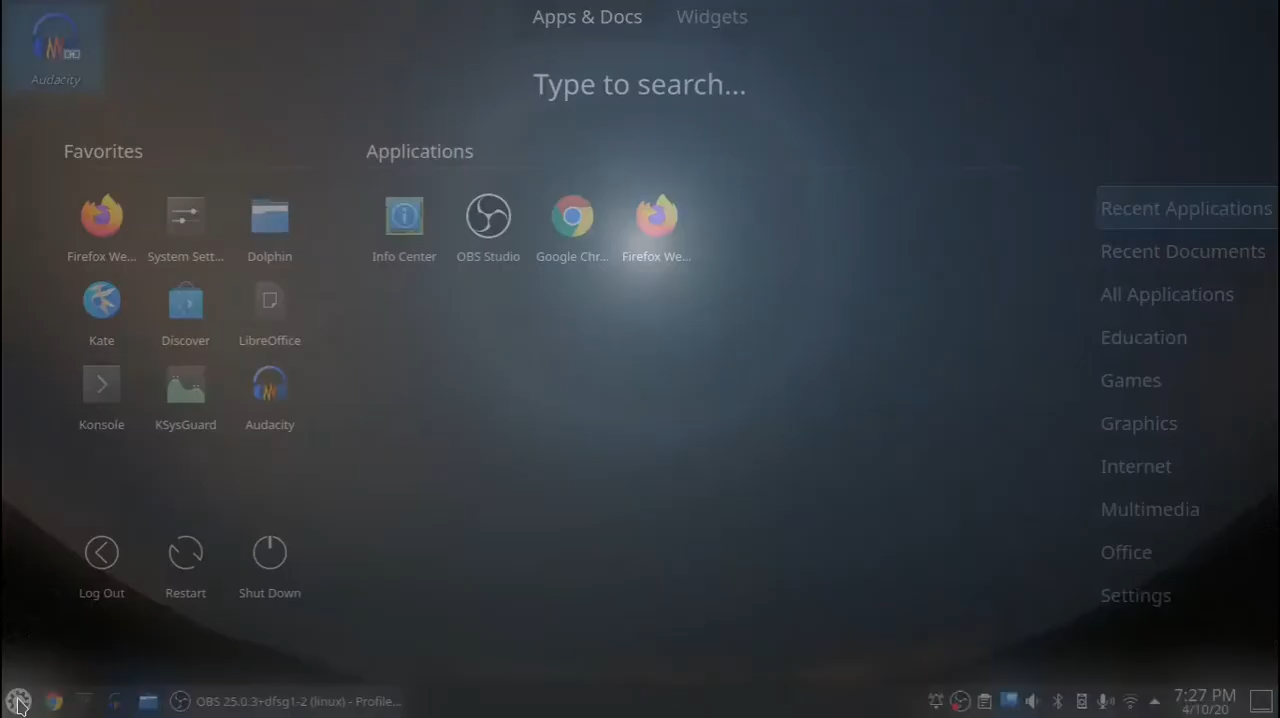 Apps & Docs Widgets
Audacity
Type to search...
Favorites
Applications
Firefox We...
System Sett...
Dolphin
Info Center
OBS Studio
Google Chr...
Firefox We...
Kate
Discover
LibreOffice
Konsole
KSysGuard
Audacity
Log Out
Restart
Shut Down
Recent Applications
Recent Documents
All Applications
Education
Games
Graphics
Internet
Multimedia
Office
Settings
OBS 25.0.3+dfsg1-2 (linux) - Profile...
7:27 PM
4/10/20